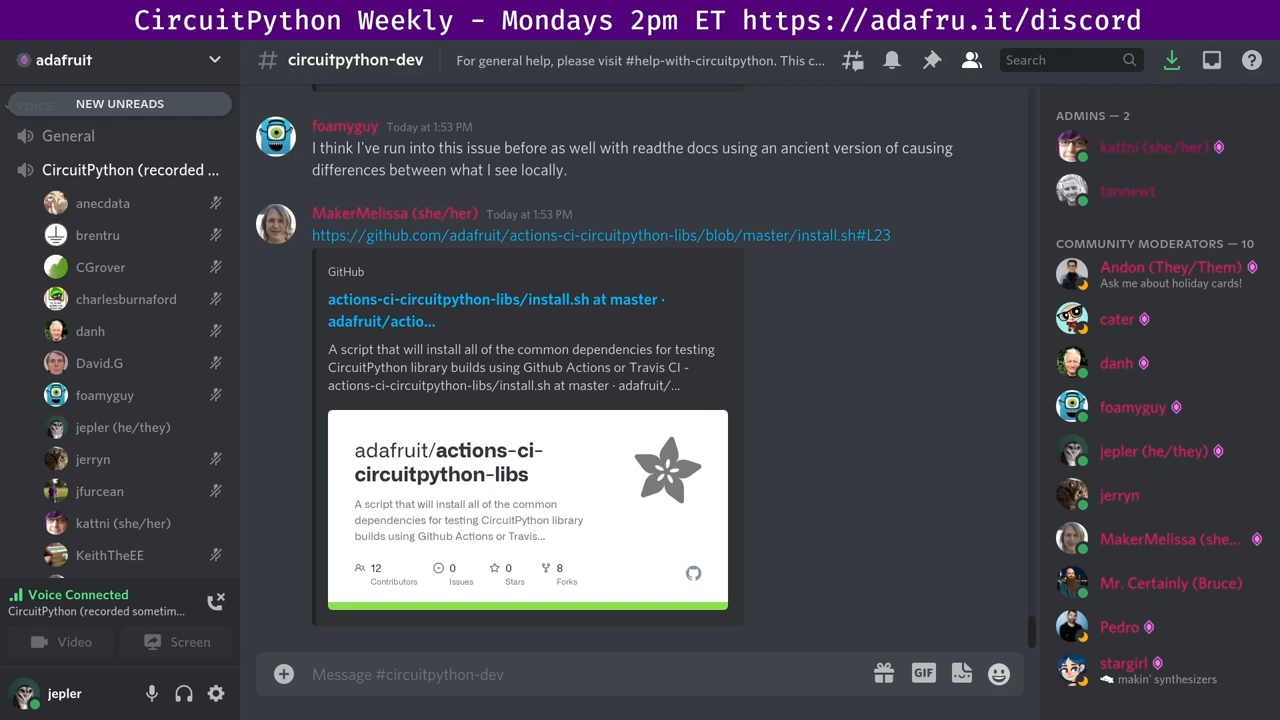 CircuitPython Weekly - Mondays 2pm ET https://adafru.it/discord
adafruit
NEW UNREADS
VOICE
General
CircuitPython (recorded ...
anecdata
brentru
CGrover
charlesburnaford
danh
David.G
foamyguy
jepler (he/they)
jerryn
jfurcean
kattni (she/her)
KeithTheEE
Voice Connected
CircuitPython (recorded sometim...
Video
Screen
jepler
# circuitpython-dev
For general help, please visit #help-with-circuitpython. This c...
Search
foamyguy Today at 1:53 PM
I think I've run into this issue before as well with readthe docs using an ancient version of causing
differences between what I see locally.
MakerMelissa (she/her) Today at 1:53 PM
https://github.com/adafruit/actions-ci-circuitpython-libs/blob/master/install.sh#L23
GitHub
actions-ci-circuitpython-libs/install.sh at master ·
adafruit/actio...
A script that will install all of the common dependencies for testing
CircuitPython library builds using Github Actions or Travis CI -
actions-ci-circuitpython-libs/install.sh at master · adafruit/...
adafruit/actions-ci-
circuitpython-libs
A script that will install all of the common
dependencies for testing CircuitPython library
builds using Github Actions or Travis...
12 0 0 8
Contributors Issues Stars Forks
Message #circuitpython-dev
GIF
ADMINS — 2
kattni (she/her)
tannewt
COMMUNITY MODERATORS — 10
Andon (They/Them)
Ask me about holiday cards!
cater
danh
foamyguy
jepler (he/they)
jerryn
MakerMelissa (she...
Mr. Certainly (Bruce)
Pedro
stargirl
makin' synthesizers